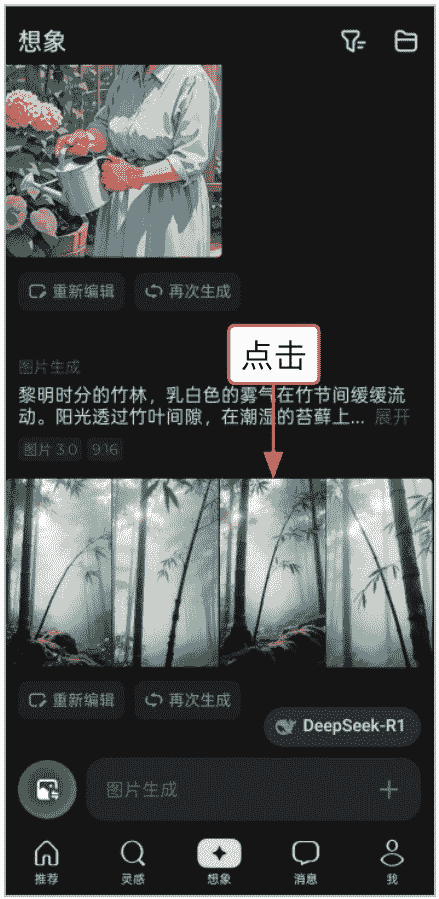 想象
重新编辑
再次生成
点击
图片生成
黎明时分的竹林，乳白色的雾气在竹节间缓缓流
动。阳光透过竹叶间隙，在潮湿的苔藓上... 展开
图片 3.0 9:16
重新编辑
再次生成
DeepSeek-R1
图片生成
推荐
灵感
想象
消息
我